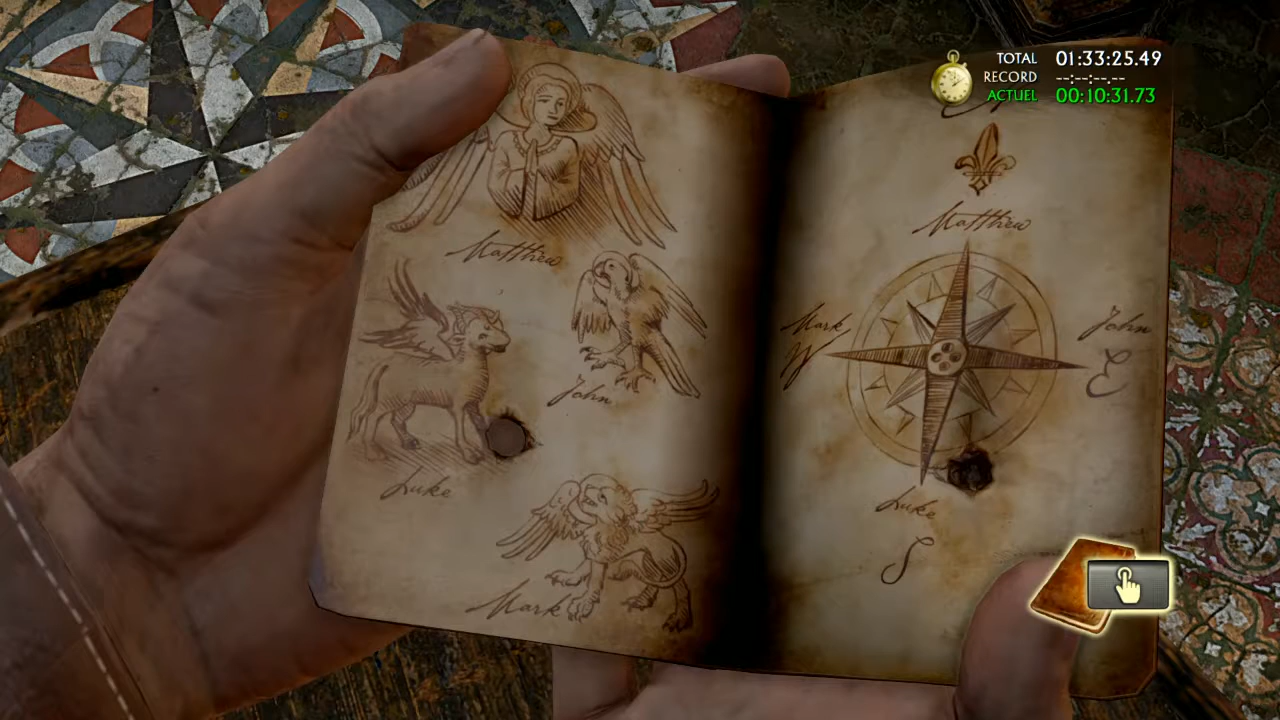 TOTAL 01:33:25.49
RECORD --:--:--.--
ACTUEL 00:10:31.73
Matthew
John
Luke
Mark
Matthew
Mark
W
John
E
Luke
S